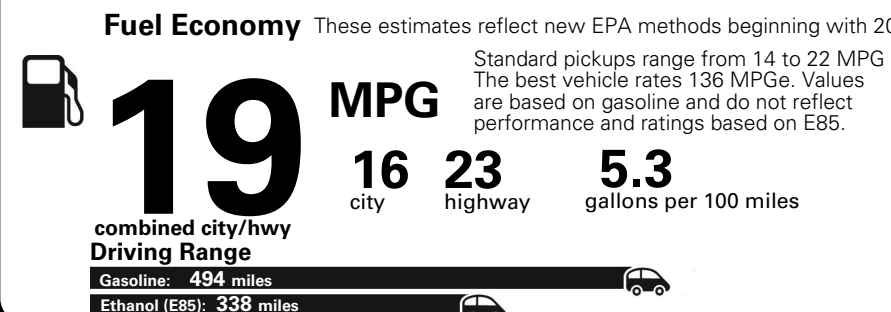 Fuel Economy These estimates reflect new EPA methods beginning with
Standard pickups range from 14 to 22 MPG
The best vehicle rates 136 MPGe. Values
are based on gasoline and do not reflect
performance and ratings based on E85.
19 MPG
16 23 5.3
city highway gallons per 100 miles
combined city/hwy
Driving Range
Gasoline: 494 miles
Ethanol (E85): 338 miles